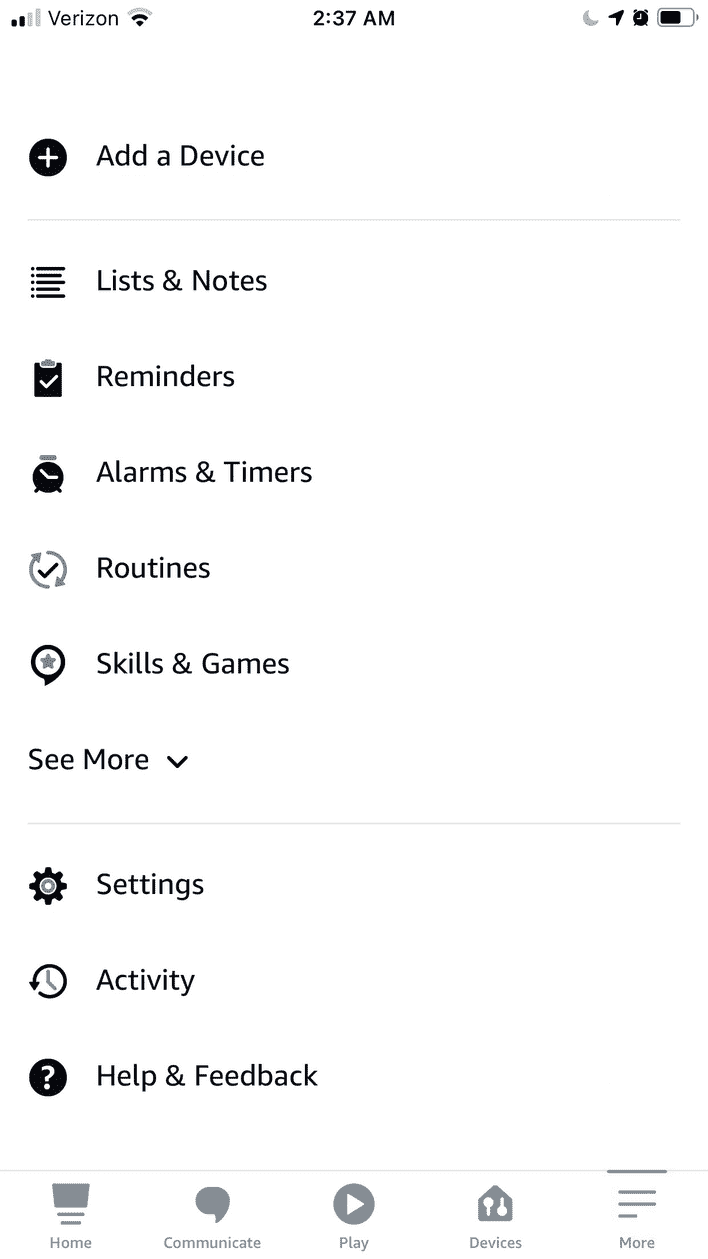 Verizon 2:37 AM
Add a Device
Lists & Notes
Reminders
Alarms & Timers
Routines
Skills & Games
See More
Settings
Activity
Help & Feedback
Home Communicate Play Devices More